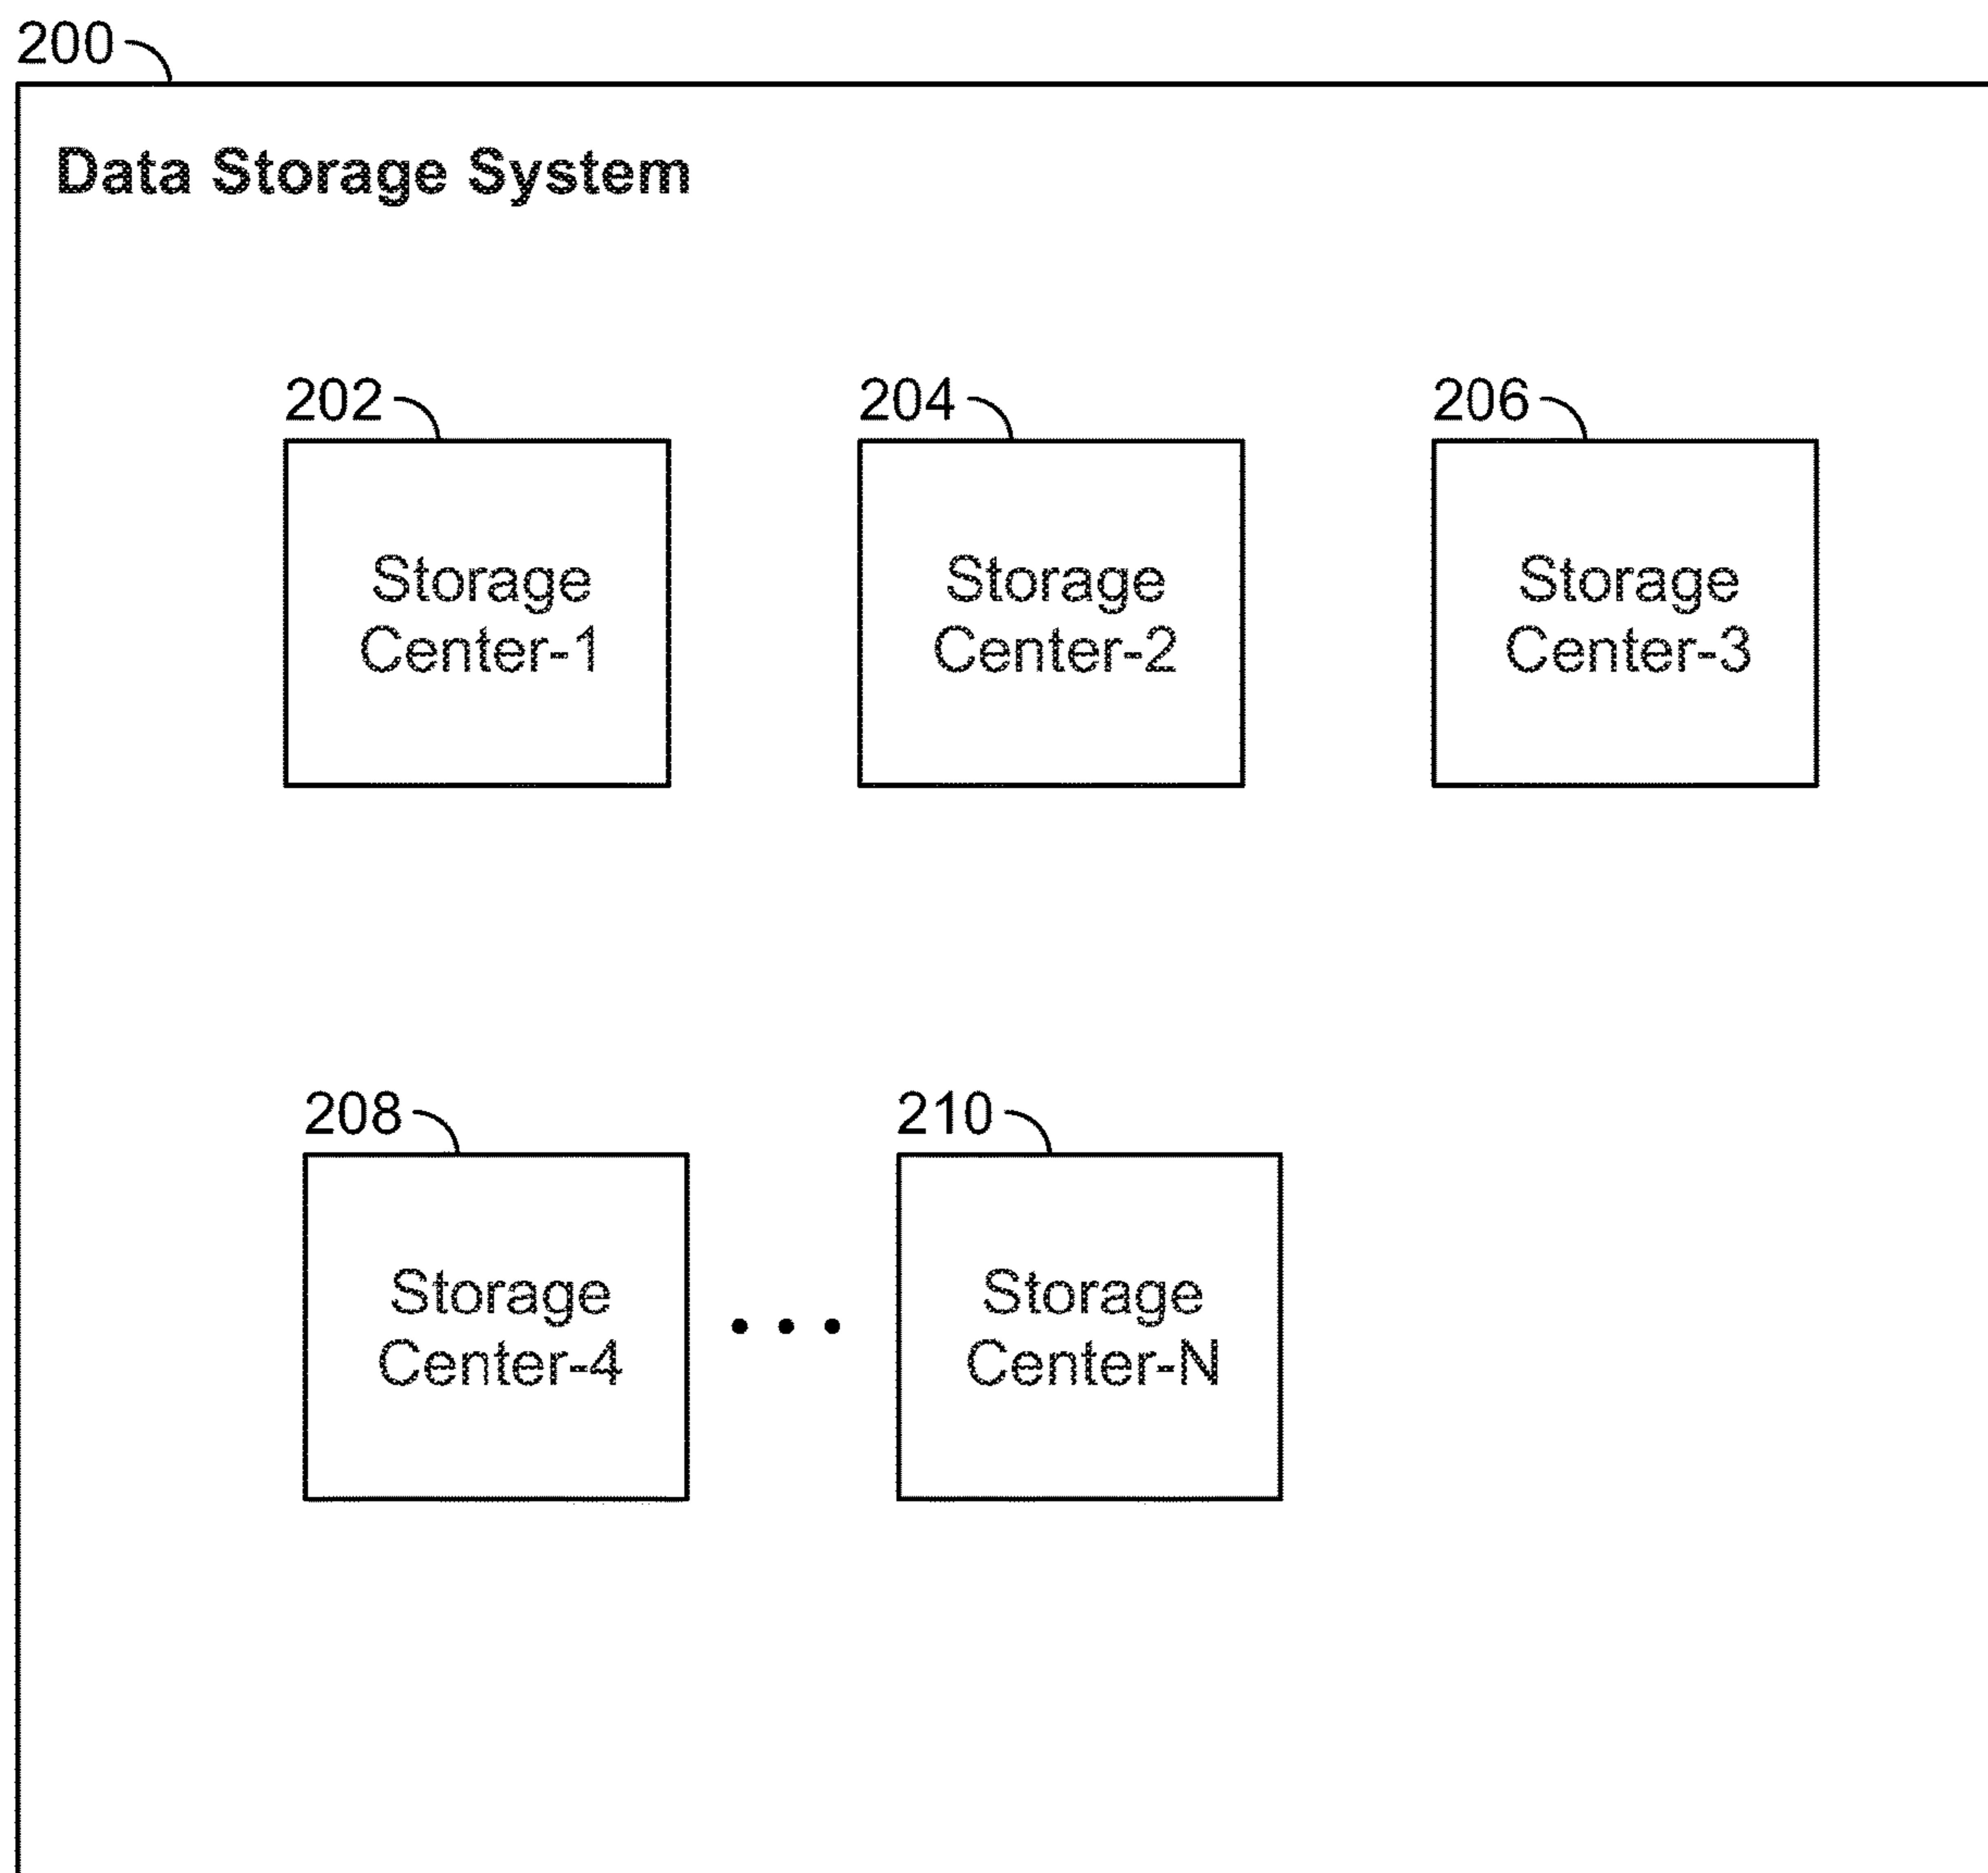 200
Data Storage System
202
204
206
Storage
Center-1
Storage
Center-2
Storage
Center-3
208
210
Storage
Center-4
...
Storage
Center-N